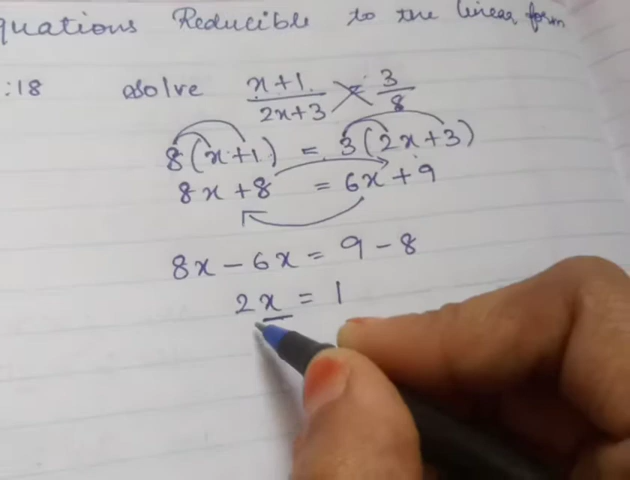 quations Reducible to the linear form
:18 Solve x+1/2x+3 = 3/8
8(x+1) = 3(2x+3)
8x+8 = 6x+9
8x-6x = 9-8
2x = 1